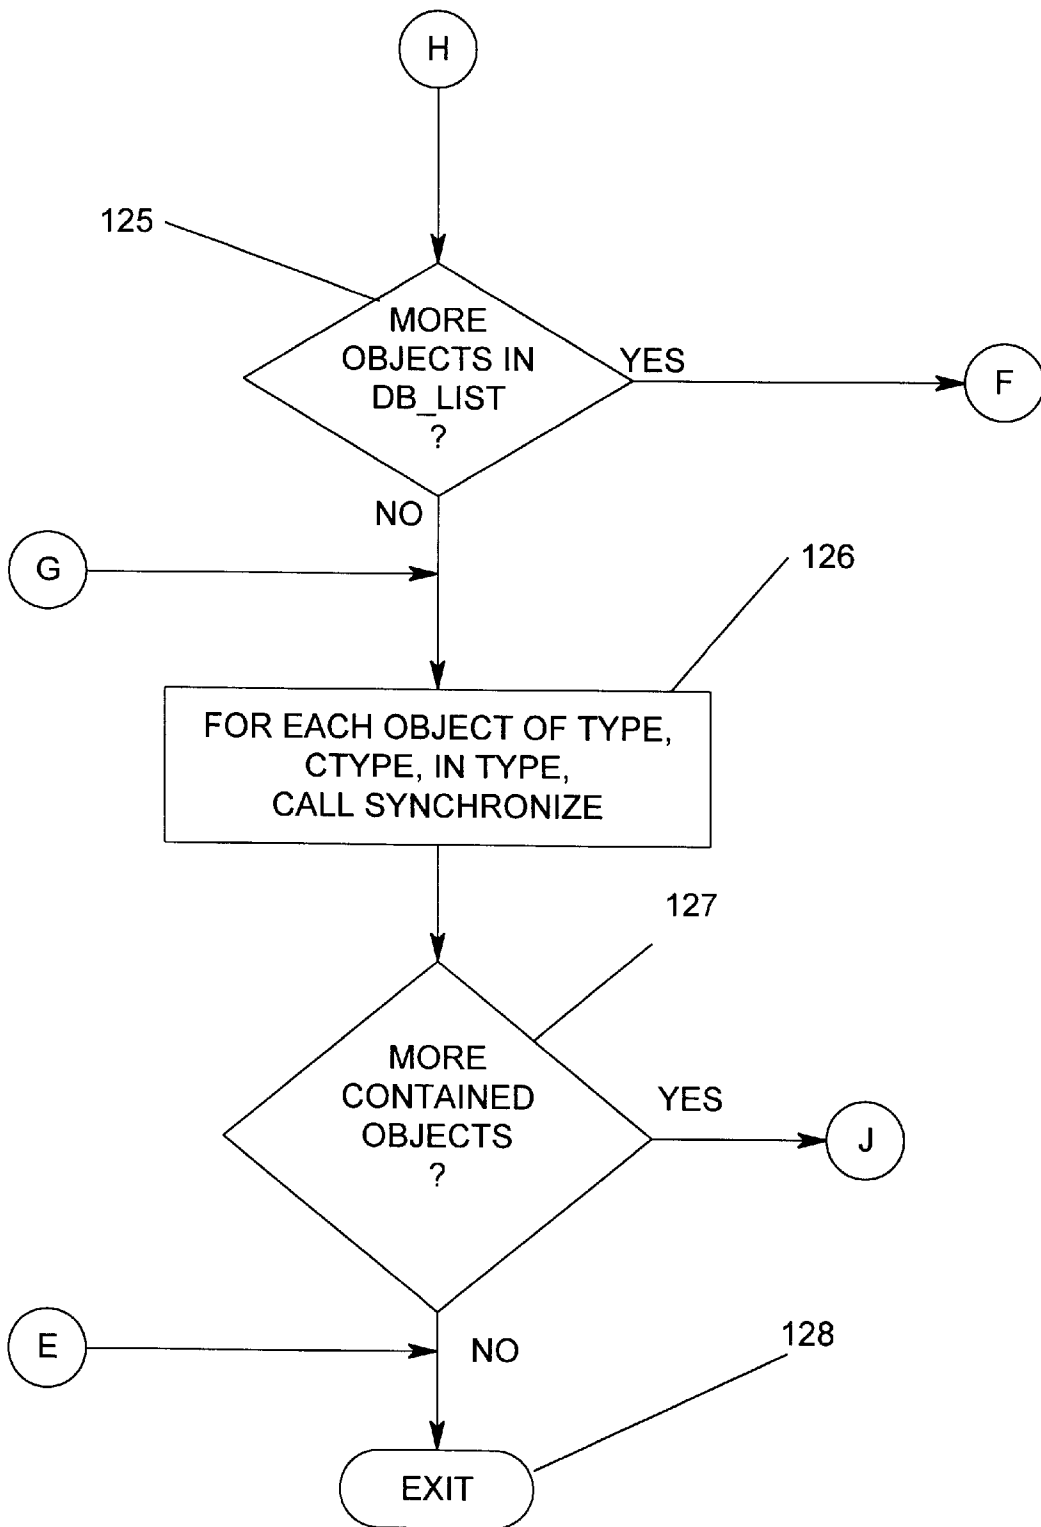 H
125
MORE
OBJECTS IN
DB_LIST
?
YES
F
NO
G
126
FOR EACH OBJECT OF TYPE,
CTYPE, IN TYPE,
CALL SYNCHRONIZE
127
MORE
CONTAINED
OBJECTS
?
YES
J
E
NO
128
EXIT